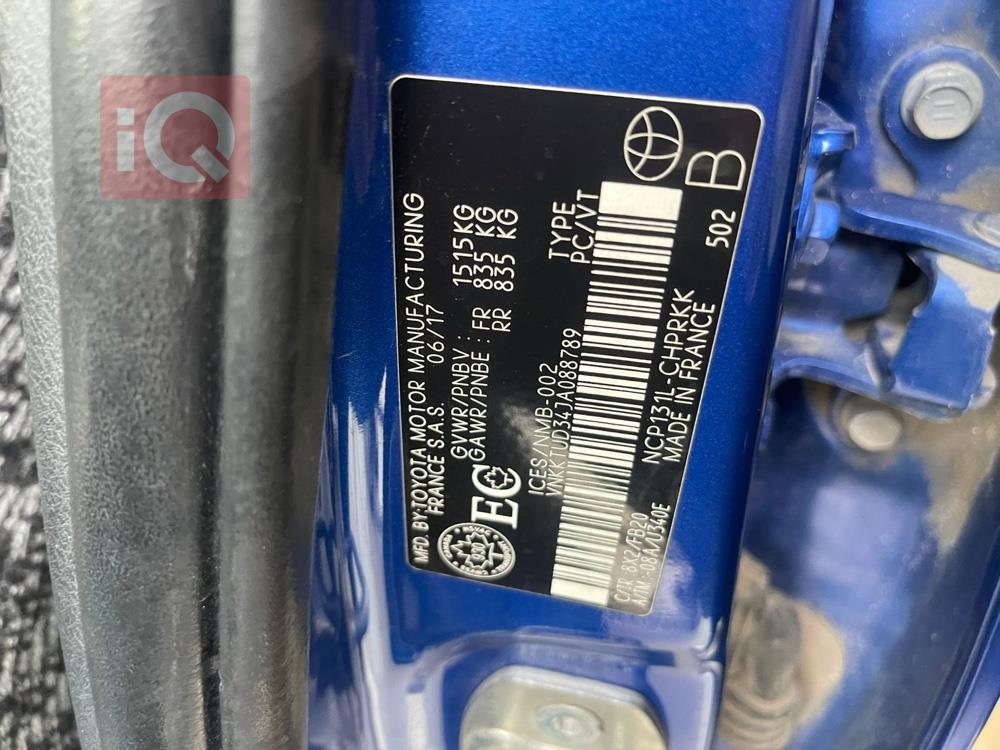 iQ
MFD. BY: TOYOTA MOTOR MANUFACTURING
FRANCE S.A.S. 06/17
GVWR/PNBV : 1515KG
GAWR/PNBE : FR 835 KG
RR 835 KG
980
EC
ICES/NMB-002
TYPE
PC/VT
VNKKTUD34JA088789
NCP131L-CHPRKK
MADE IN FRANCE
C/TR 8X2/FB20
A/TM -08A/U340E
502
B